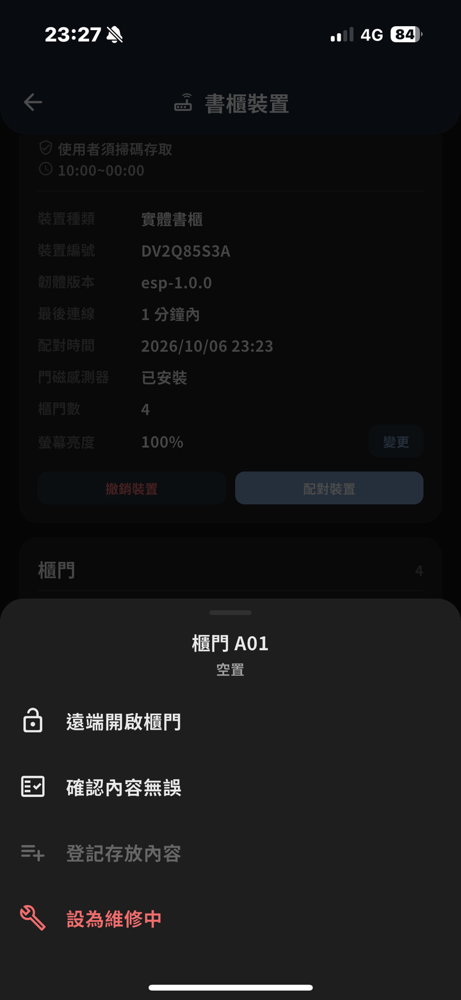 23:27 4G 84
書櫃裝置
使用者須掃碼存取
10:00~00:00
裝置種類 實體書櫃
裝置編號 DV2Q85S3A
韌體版本 esp-1.0.0
最後連線 1 分鐘內
配對時間 2026/10/06 23:23
門磁感測器 已安裝
櫃門數 4
螢幕亮度 100% 變更
撤銷裝置 配對裝置
櫃門 4
櫃門 A01
空置
遠端開啟櫃門
確認內容無誤
登記存放內容
設為維修中